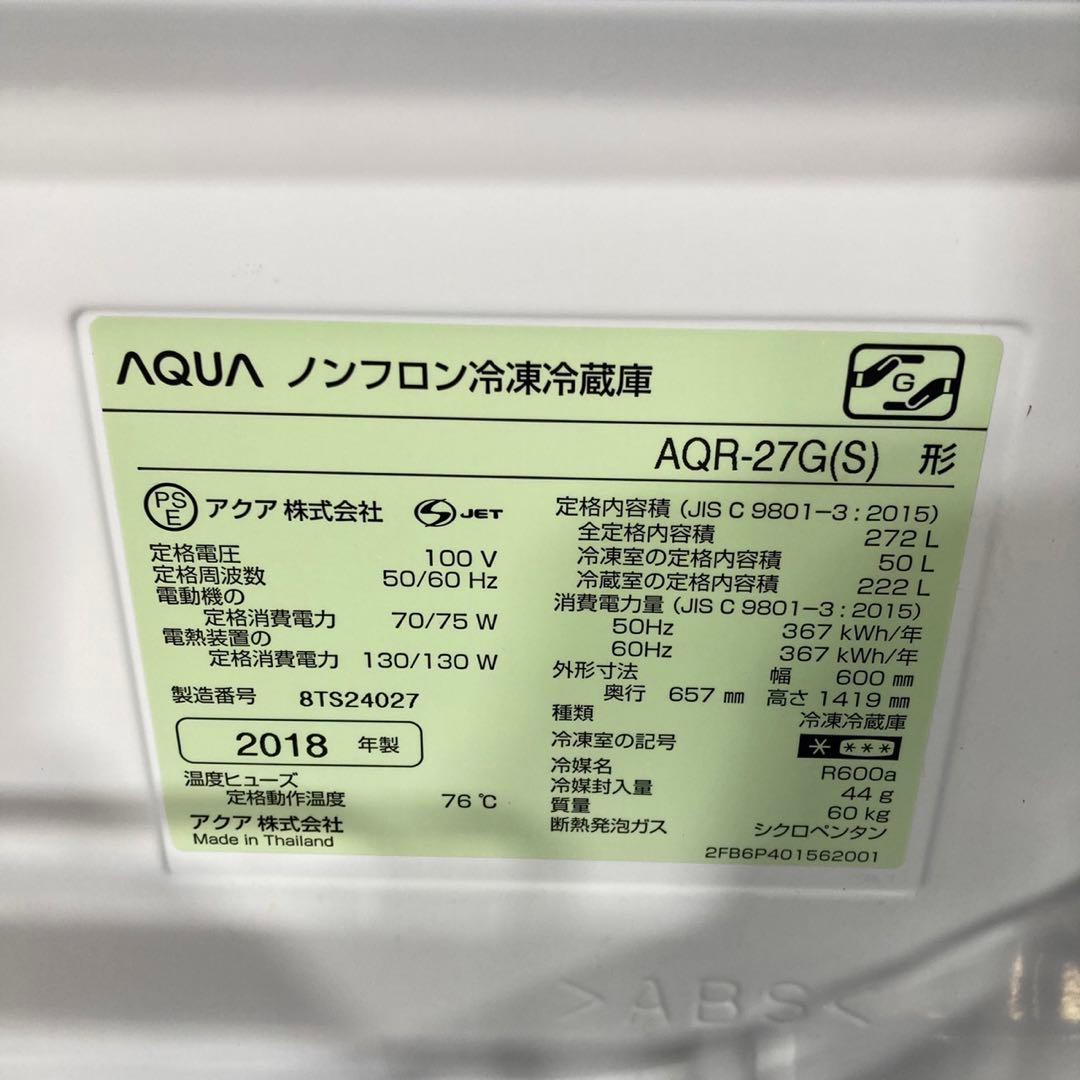 AQUA ノンフロン冷凍冷蔵庫
G
AQR-27G(S) 形
PSE アクア 株式会社 S JET
定格電圧 100 V
定格周波数 50/60 Hz
電動機の
定格消費電力 70/75 W
電熱装置の
定格消費電力 130/130 W
製造番号 8TS24027
2018 年製
温度ヒューズ
定格動作温度 76 ℃
アクア 株式会社
Made in Thailand
定格内容積 (JIS C 9801-3 : 2015)
全定格内容積 272 L
冷凍室の定格内容積 50 L
冷蔵室の定格内容積 222 L
消費電力量 (JIS C 9801-3 : 2015)
50Hz 367 kWh/年
60Hz 367 kWh/年
外形寸法 幅 600 ㎜
奥行 657 ㎜ 高さ 1419 ㎜
種類 冷凍冷蔵庫
冷凍室の記号 * ***
冷媒名 R600a
冷媒封入量 44 g
質量 60 kg
断熱発泡ガス シクロペンタン
2FB6P401562001
>ABS<